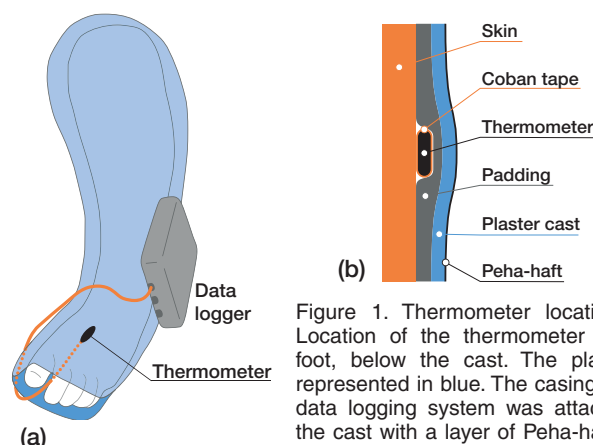 Data
logger
Thermometer
(a)
Skin
Coban tape
Thermometer
Padding
Plaster cast
Peha-haft
(b)
Figure 1. Thermometer locati
Location of the thermometer
foot, below the cast. The pla
represented in blue. The casing
data logging system was attac
the cast with a layer of Peha-ha